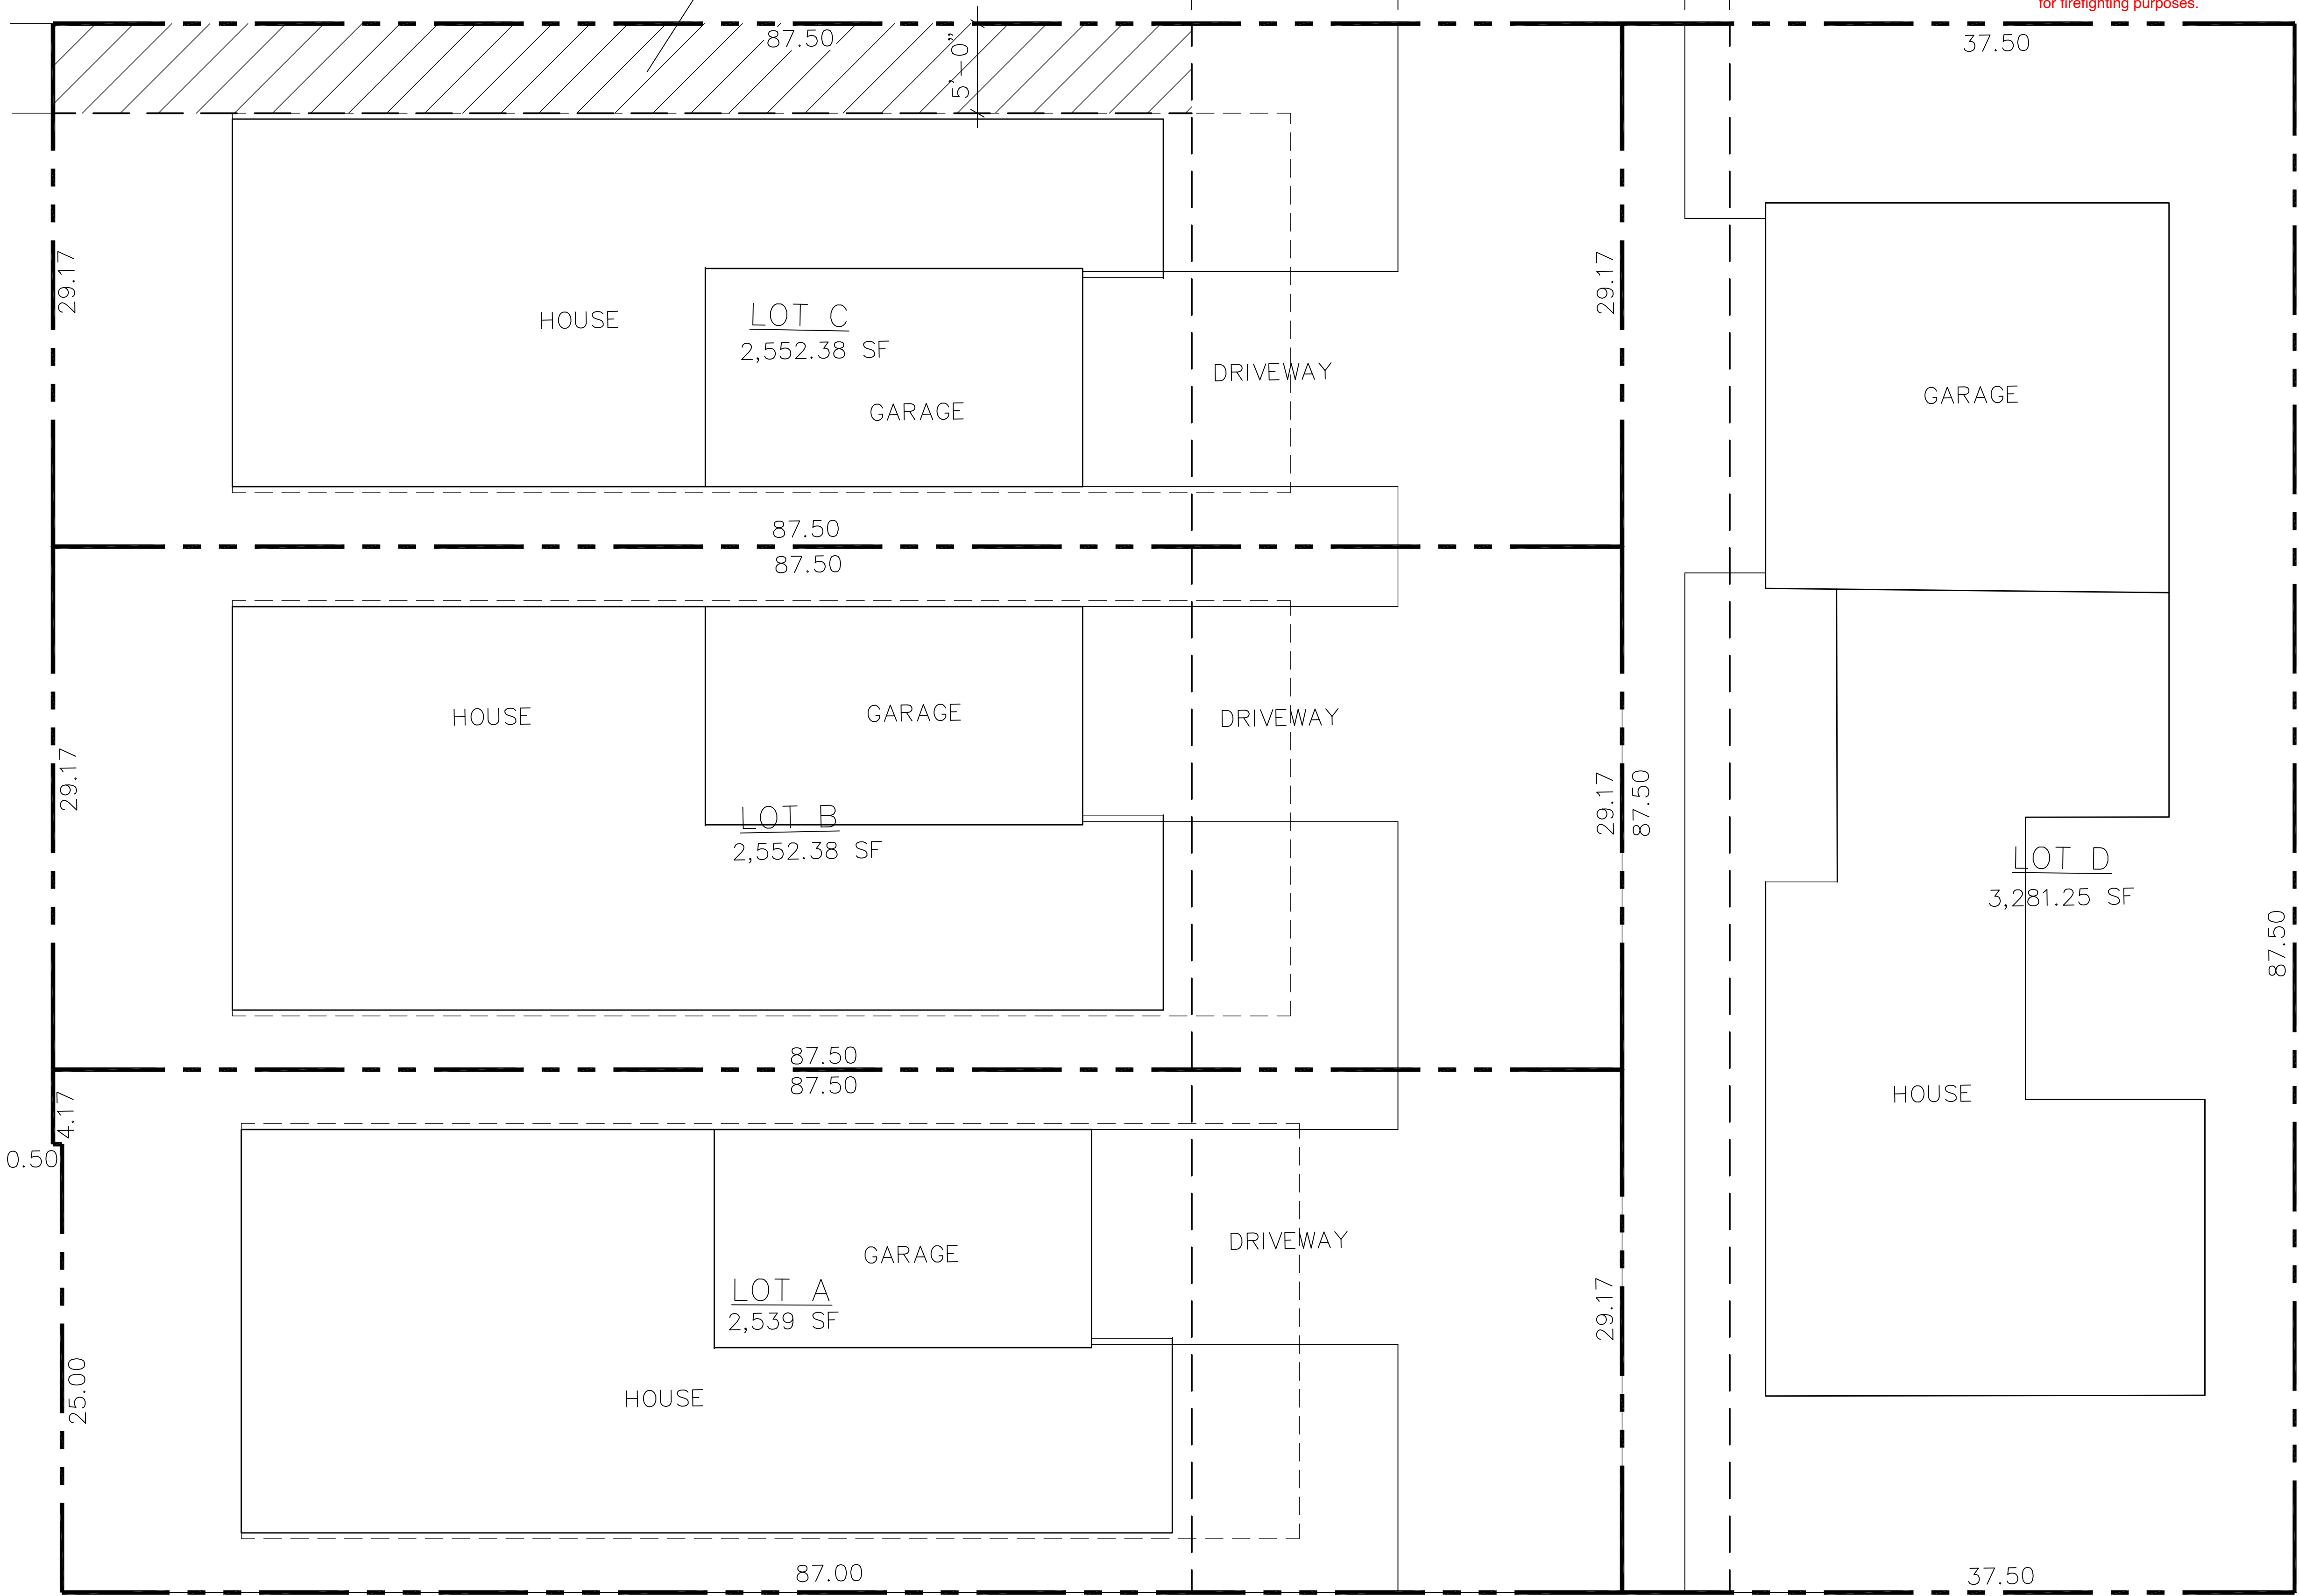 for firefighting purposes.
87.50
5'-0"
37.50
29.17
29.17
HOUSE
LOT C
2,552.38 SF
DRIVEWAY
GARAGE
GARAGE
87.50
87.50
HOUSE
GARAGE
DRIVEWAY
29.17
29.17
87.50
LOT B
2,552.38 SF
LOT D
3,281.25 SF
87.50
87.50
87.50
4.17
HOUSE
0.50
GARAGE
DRIVEWAY
LOT A
2,539 SF
29.17
25.00
HOUSE
87.00
37.50